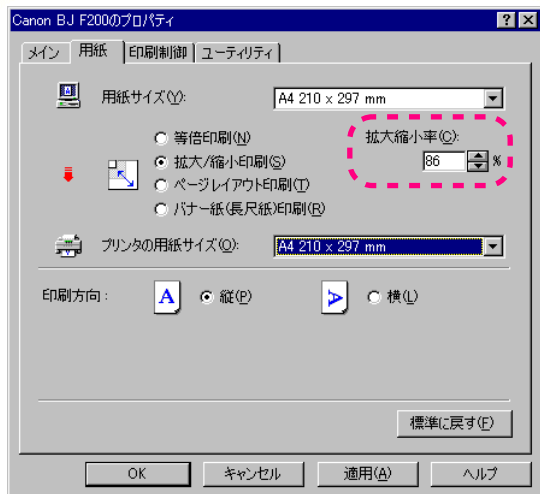 Canon BJ F200のプロパティ
メイン 用紙 印刷制御 ユーティリティ
用紙サイズ(Y): A4 210 x 297 mm
等倍印刷(N) 拡大縮小率(C):
拡大/縮小印刷(S) 86 %
ページレイアウト印刷(T)
バナー紙(長尺紙)印刷(R)
プリンタの用紙サイズ(O): A4 210 x 297 mm
印刷方向: A 縦(P) A 横(L)
標準に戻す(F)
OK キャンセル 適用(A) ヘルプ